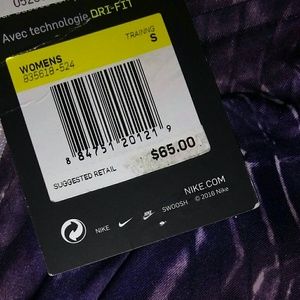 Avec technologie DRI-FIT
WOMENS
835618-524
TRAINING
S
8 84751 20121 9
SUGGESTED RETAIL
$65.00
NIKE.COM
NIKE
SWOOSH
© 2016 Nike